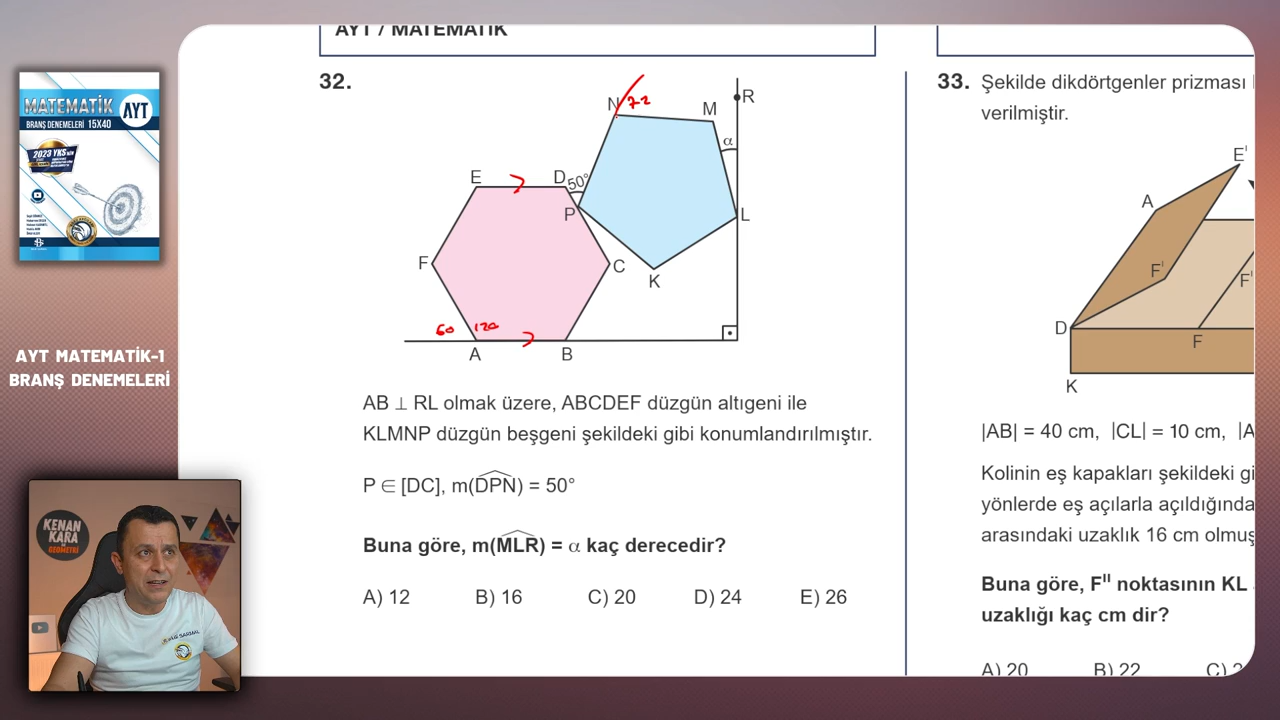 AYT / MATEMATİK
MATEMATİK AYT
BRANŞ DENEMELERİ 15X40
2023 YKS'NİN
AYT MATEMATİK-1
BRANŞ DENEMELERİ
KENAN
KARA
GEOMETRİ
32.
N 72
M
R
α
E
D
50°
P
L
F
C
K
60
120
A
B
AB ⊥ RL olmak üzere, ABCDEF düzgün altıgeni ile
KLMNP düzgün beşgeni şekildeki gibi konumlandırılmıştır.
P ∈ [DC], m(DPN) = 50°
Buna göre, m(MLR) = α kaç derecedir?
A) 12 B) 16 C) 20 D) 24 E) 26
33. Şekilde dikdörtgenler prizması
verilmiştir.
E'
A
F'
F'
D
F
K
|AB| = 40 cm, |CL| = 10 cm, |A
Kolinin eş kapakları şekildeki gi
yönlerde eş açılarla açıldığında
arasındaki uzaklık 16 cm olmuş
Buna göre, F" noktasının KL
uzaklığı kaç cm dir?
A) 20 B) 22 C) 2